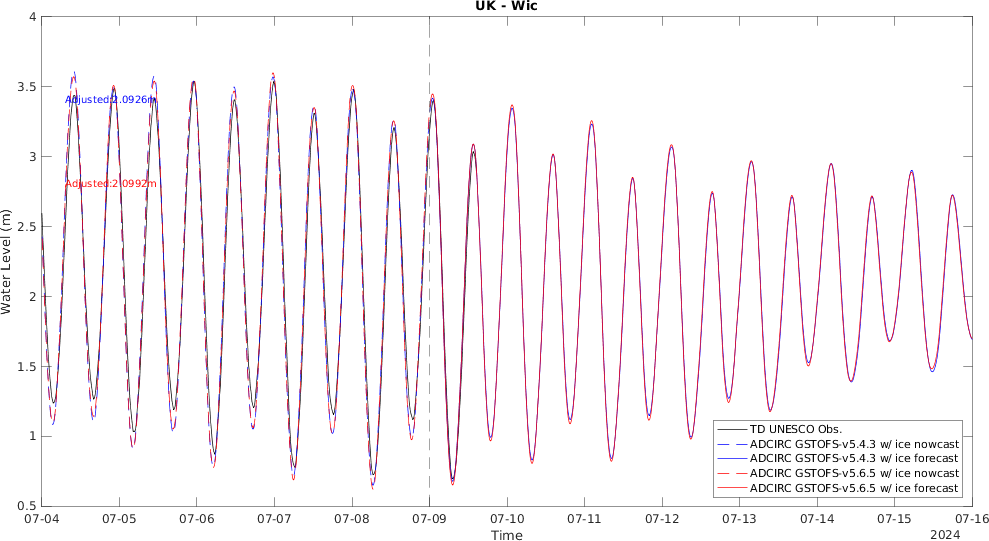 UK - Wic
4
3.5
3
2.5
2
1.5
1
0.5
Water Level (m)
Adjusted:2.0926m
Adjusted:2.0992m
TD UNESCO Obs.
ADCIRC GSTOFS-v5.4.3 w/ ice nowcast
ADCIRC GSTOFS-v5.4.3 w/ ice forecast
ADCIRC GSTOFS-v5.6.5 w/ ice nowcast
ADCIRC GSTOFS-v5.6.5 w/ ice forecast
07-04 07-05 07-06 07-07 07-08 07-09 07-10 07-11 07-12 07-13 07-14 07-15 07-16
Time
2024